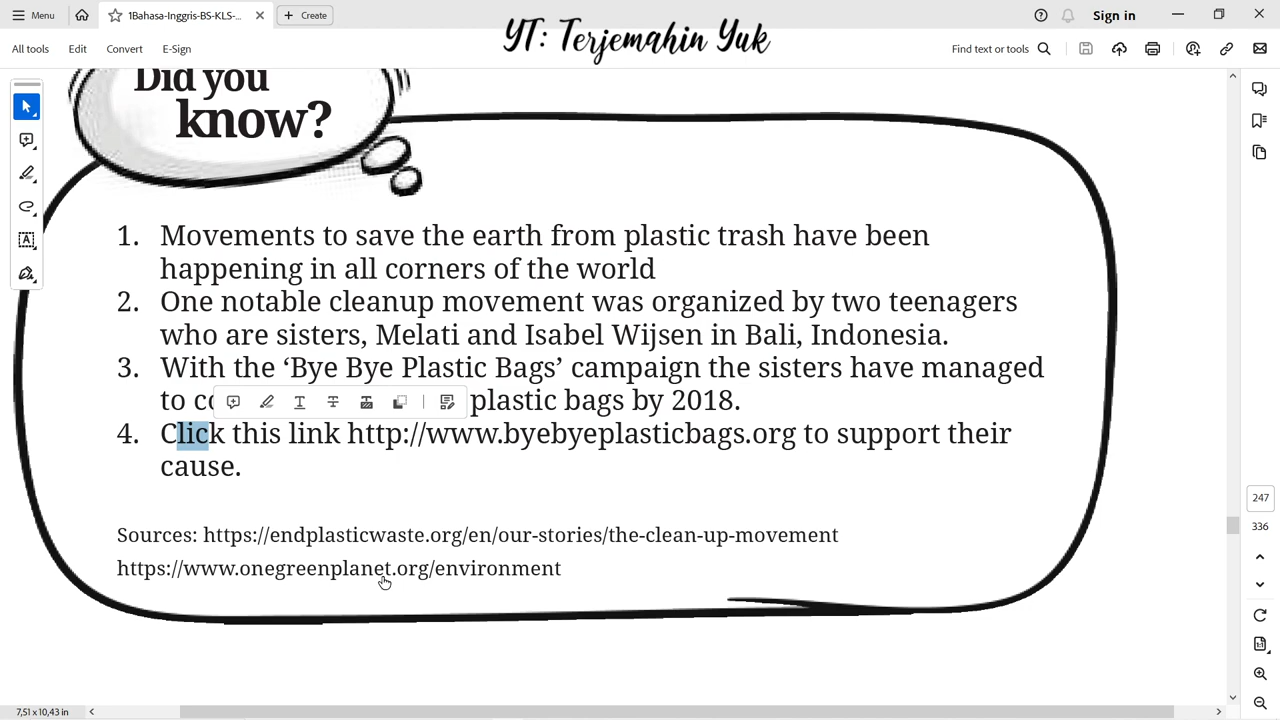 Menu
1Bahasa-Inggris-BS-KLS-...
Create
Sign in
All tools
Edit
Convert
E-Sign
YT: Terjemahin Yuk
Find text or tools
Did you
know?
1. Movements to save the earth from plastic trash have been
happening in all corners of the world
2. One notable cleanup movement was organized by two teenagers
who are sisters, Melati and Isabel Wijsen in Bali, Indonesia.
3. With the ‘Bye Bye Plastic Bags’ campaign the sisters have managed
to plastic bags by 2018.
4. Click this link http://www.byebyeplasticbags.org to support their
cause.
Sources: https://endplasticwaste.org/en/our-stories/the-clean-up-movement
https://www.onegreenplanet.org/environment
247
336
7,51 x 10,43 in